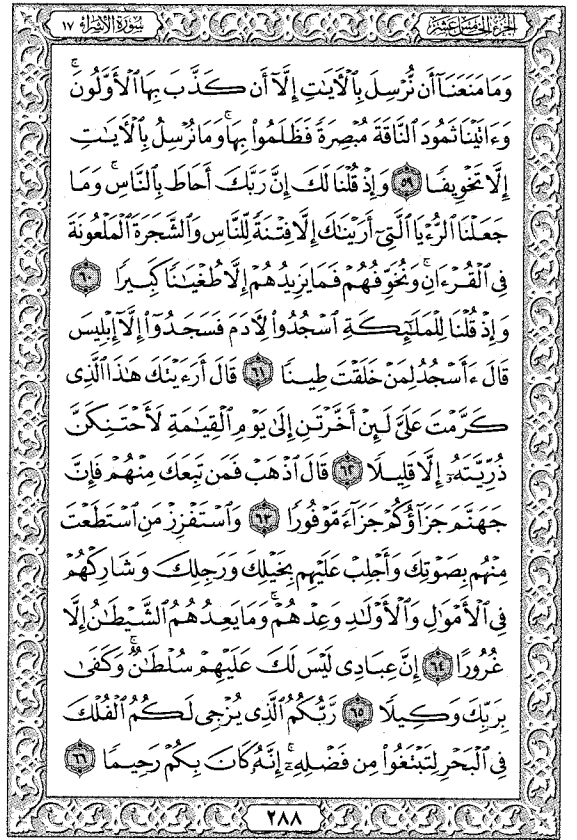 الجزء الخامس عشر
سورة الإسراء ١٧
وَمَا مَنَعَنَآ أَن نُّرْسِلَ بِٱلْـَٔايَـٰتِ إِلَّآ أَن كَذَّبَ بِهَا ٱلْأَوَّلُونَ ۚ
وَءَاتَيْنَا ثَمُودَ ٱلنَّاقَةَ مُبْصِرَةً فَظَلَمُوا۟ بِهَا ۚ وَمَا نُرْسِلُ بِٱلْـَٔايَـٰتِ
إِلَّا تَخْوِيفًا ٥٩ وَإِذْ قُلْنَا لَكَ إِنَّ رَبَّكَ أَحَاطَ بِٱلنَّاسِ ۚ وَمَا
جَعَلْنَا ٱلرُّءْيَا ٱلَّتِىٓ أَرَيْنَـٰكَ إِلَّا فِتْنَةً لِّلنَّاسِ وَٱلشَّجَرَةَ ٱلْمَلْعُونَةَ
فِى ٱلْقُرْءَانِ ۚ وَنُخَوِّفُهُمْ فَمَا يَزِيدُهُمْ إِلَّا طُغْيَـٰنًا كَبِيرًا ٦٠
وَإِذْ قُلْنَا لِلْمَلَـٰٓئِكَةِ ٱسْجُدُوا۟ لِـَٔادَمَ فَسَجَدُوٓا۟ إِلَّآ إِبْلِيسَ
قَالَ ءَأَسْجُدُ لِمَنْ خَلَقْتَ طِينًا ٦١ قَالَ أَرَءَيْتَكَ هَـٰذَا ٱلَّذِى
كَرَّمْتَ عَلَىَّ لَئِنْ أَخَّرْتَنِ إِلَىٰ يَوْمِ ٱلْقِيَـٰمَةِ لَأَحْتَنِكَنَّ
ذُرِّيَّتَهُۥٓ إِلَّا قَلِيلًا ٦٢ قَالَ ٱذْهَبْ فَمَن تَبِعَكَ مِنْهُمْ فَإِنَّ
جَهَنَّمَ جَزَآؤُكُمْ جَزَآءً مَّوْفُورًا ٦٣ وَٱسْتَفْزِزْ مَنِ ٱسْتَطَعْتَ
مِنْهُم بِصَوْتِكَ وَأَجْلِبْ عَلَيْهِم بِخَيْلِكَ وَرَجِلِكَ وَشَارِكْهُمْ
فِى ٱلْأَمْوَٰلِ وَٱلْأَوْلَـٰدِ وَعِدْهُمْ ۚ وَمَا يَعِدُهُمُ ٱلشَّيْطَـٰنُ إِلَّا
غُرُورًا ٦٤ إِنَّ عِبَادِى لَيْسَ لَكَ عَلَيْهِمْ سُلْطَـٰنٌ ۚ وَكَفَىٰ
بِرَبِّكَ وَكِيلًا ٦٥ رَّبُّكُمُ ٱلَّذِى يُزْجِى لَكُمُ ٱلْفُلْكَ
فِى ٱلْبَحْرِ لِتَبْتَغُوا۟ مِن فَضْلِهِۦٓ ۚ إِنَّهُۥ كَانَ بِكُمْ رَحِيمًا ٦٦
٢٨٨